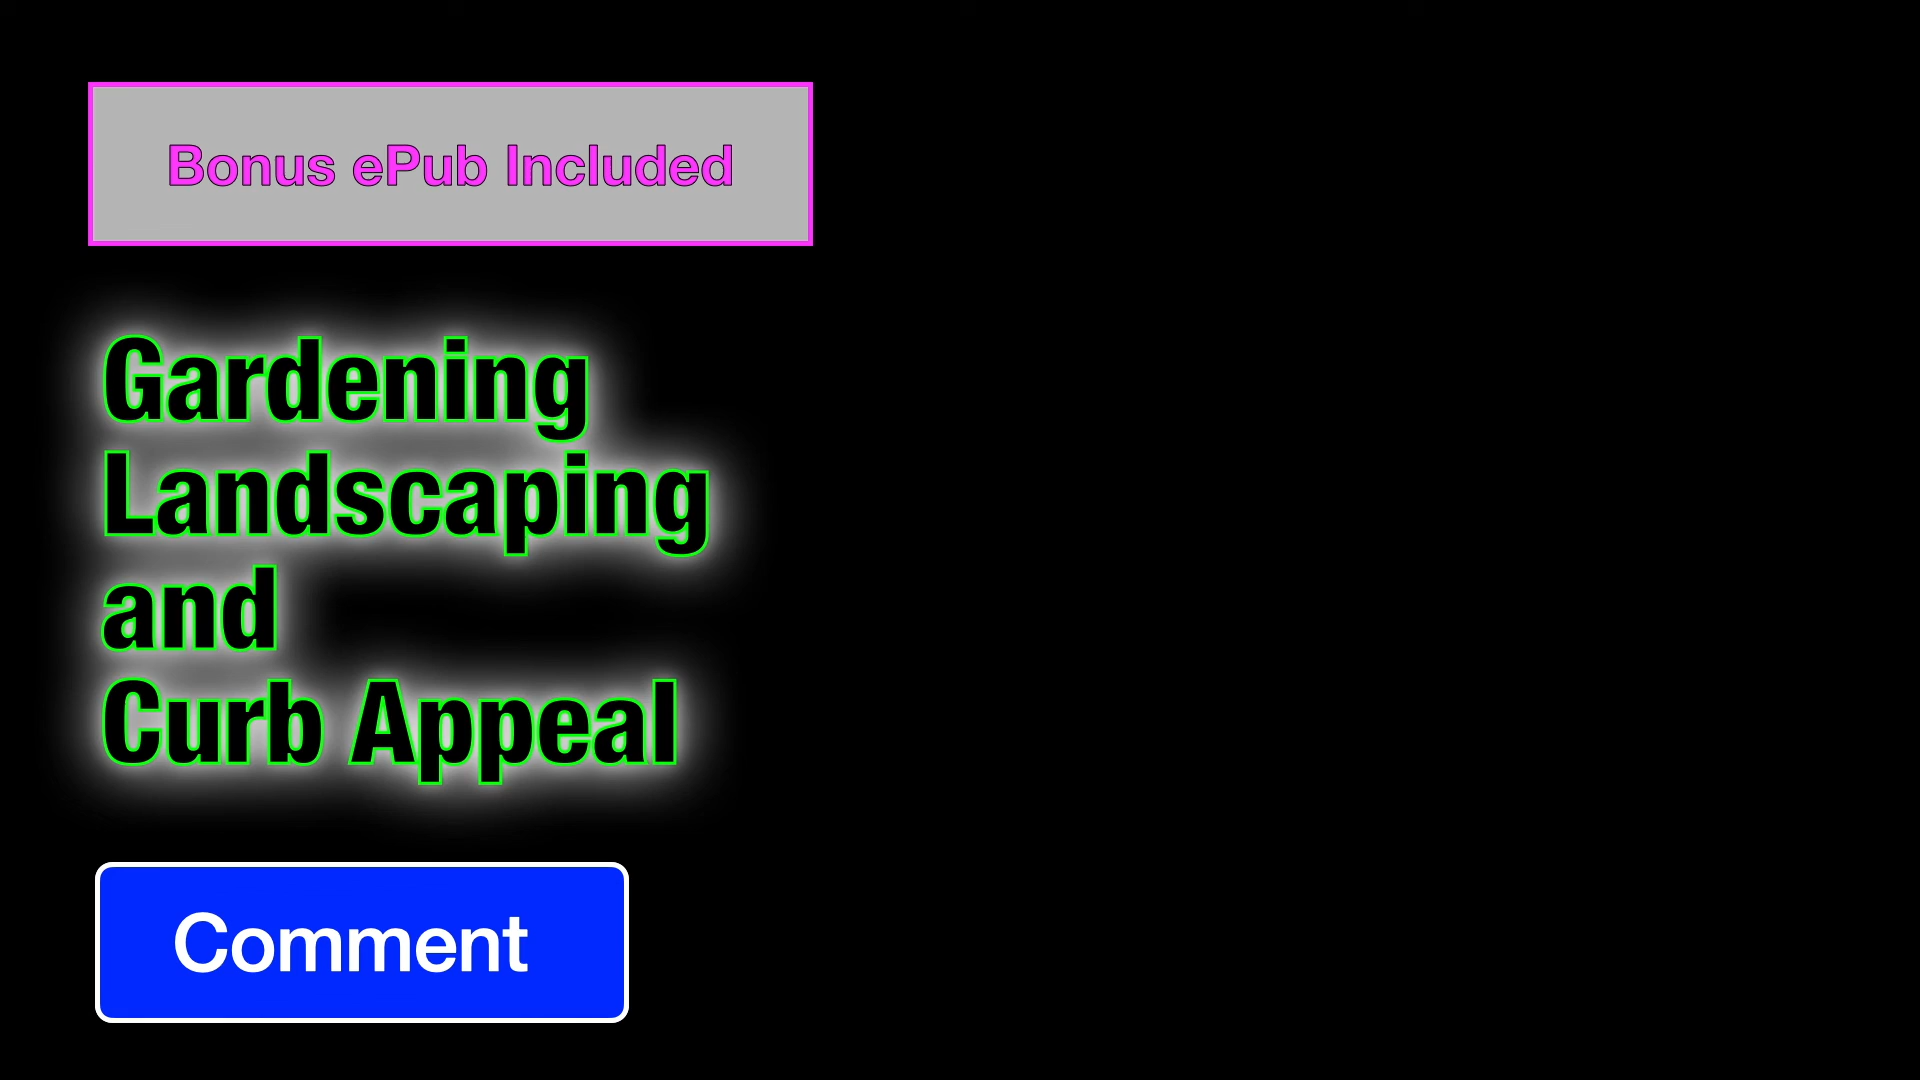 Bonus ePub Included
Gardening
Landscaping
and
Curb Appeal
Comment